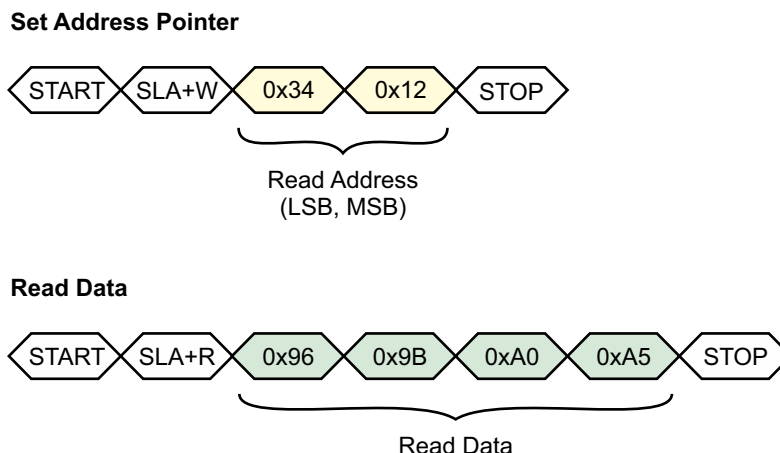 Set Address Pointer
START SLA+W 0x34 0x12 STOP
Read Address
(LSB, MSB)
Read Data
START SLA+R 0x96 0x9B 0xA0 0xA5 STOP
Read Data